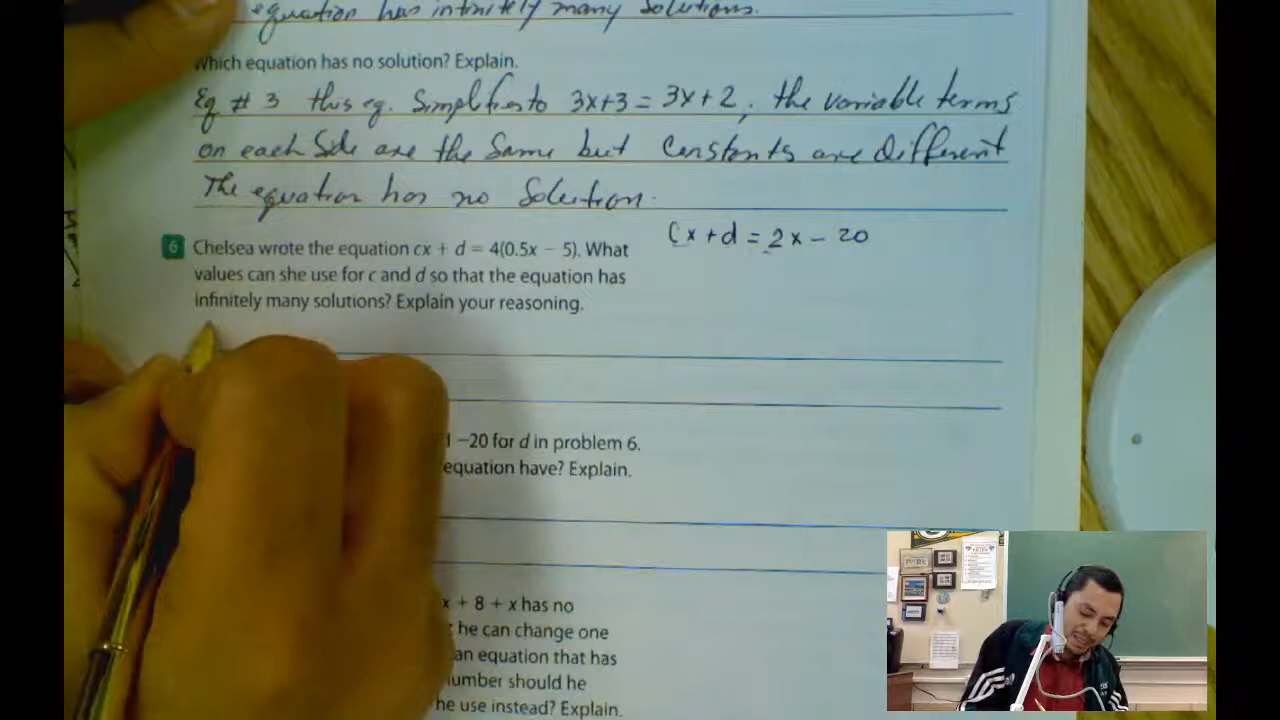 equation has infinitely many solutions.
Which equation has no solution? Explain.
Eq # 3 this eq. Simplifies to 3x+3 = 3x+2, the variable terms
on each Side are the Same but Constants are different
The equation has no Solution.
Cx + d = 2x - 20
6 Chelsea wrote the equation cx + d = 4(0.5x − 5). What
values can she use for c and d so that the equation has
infinitely many solutions? Explain your reasoning.
−20 for d in problem 6.
equation have? Explain.
x + 8 + x has no
he can change one
an equation that has
number should he
he use instead? Explain.